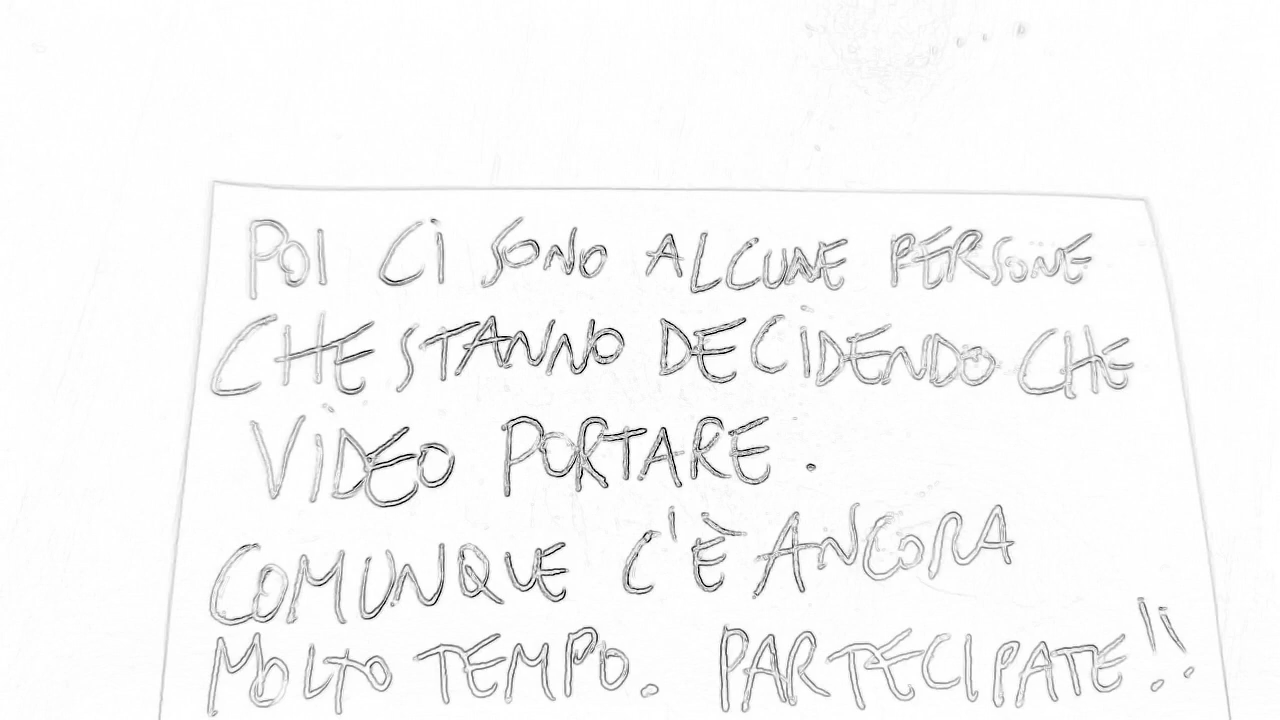 POI CI SONO ALCUNE PERSONE
CHE STANNO DECIDENDO CHE
VIDEO PORTARE.
COMUNQUE C'È ANCORA
MOLTO TEMPO. PARTECIPATE!!